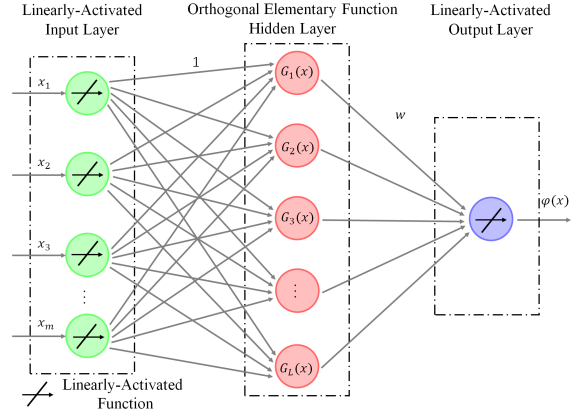 Linearly-Activated
Input Layer
Orthogonal Elementary Function
Hidden Layer
Linearly-Activated
Output Layer
1
w
x₁
x₂
x₃
⋮
xₘ
G₁(x)
G₂(x)
G₃(x)
⋮
G_L(x)
φ(x)
Linearly-Activated
Function